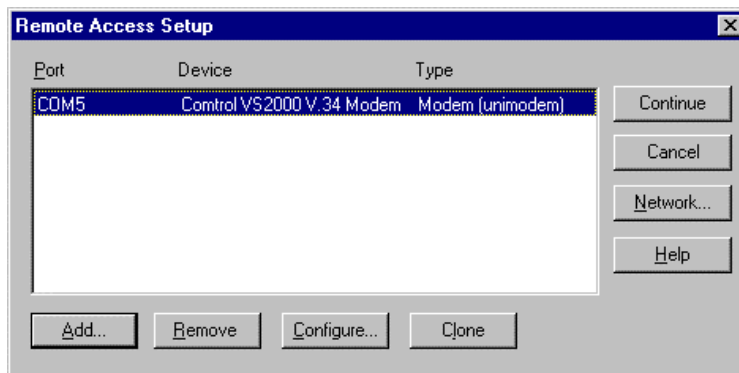 Remote Access Setup
Port Device Type
COM5 Comtrol VS2000 V.34 Modem Modem (unimodem)
Continue
Cancel
Network...
Help
Add... Remove Configure... Clone